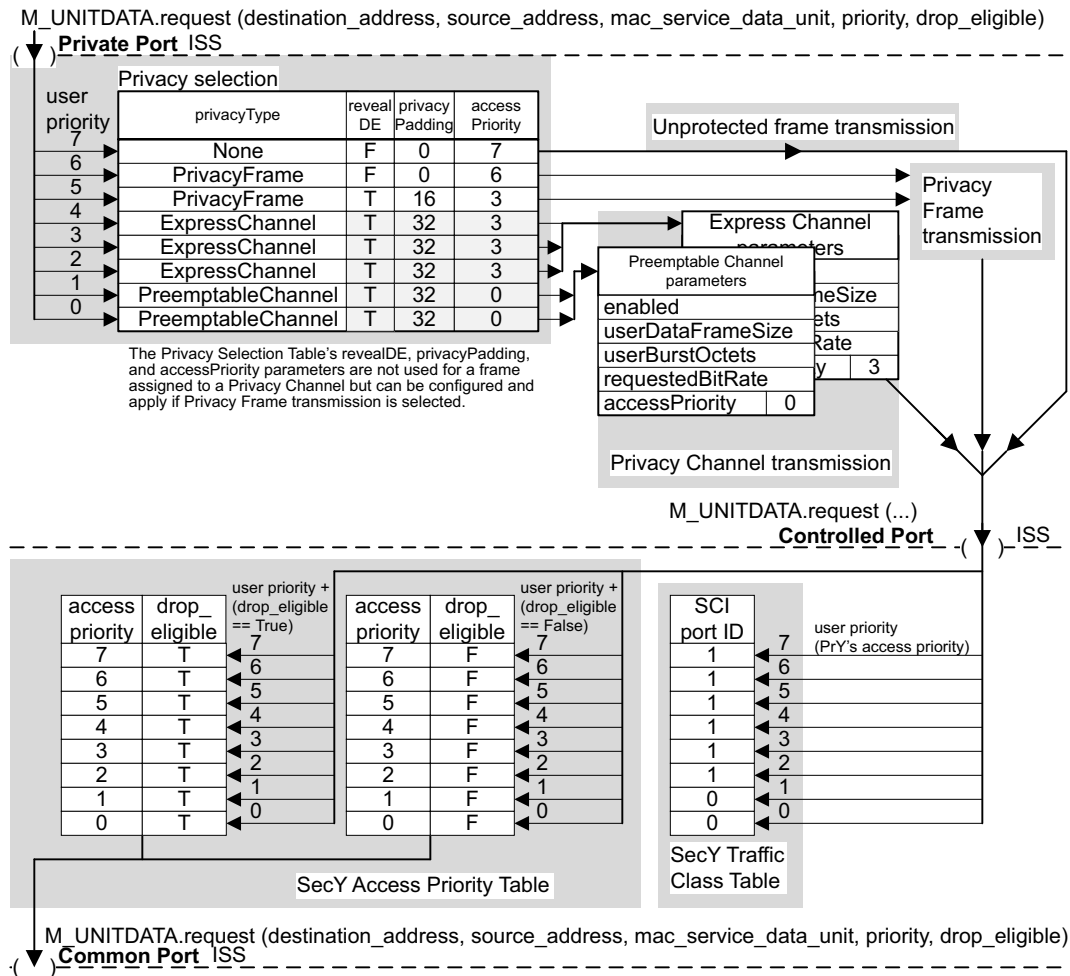 M_UNITDATA.request (destination_address, source_address, mac_service_data_unit, priority, drop_eligible)
( ) Private Port ISS
Privacy selection
user
priority
privacyType
reveal
DE
privacy
Padding
access
Priority
7 None F 0 7
6 PrivacyFrame F 0 6
5 PrivacyFrame T 16 3
4 ExpressChannel T 32 3
3 ExpressChannel T 32 3
2 ExpressChannel T 32 3
1 PreemptableChannel T 32 0
0 PreemptableChannel T 32 0
The Privacy Selection Table's revealDE, privacyPadding,
and accessPriority parameters are not used for a frame
assigned to a Privacy Channel but can be configured and
apply if Privacy Frame transmission is selected.
Unprotected frame transmission
Privacy
Frame
transmission
Express Channel
parameters
neSize
ets
Rate
y 3
Preemptable Channel
parameters
enabled
userDataFrameSize
userBurstOctets
requestedBitRate
accessPriority 0
Privacy Channel transmission
M_UNITDATA.request (...)
Controlled Port ( ) ISS
access
priority
drop_
eligible
user priority +
(drop_eligible
== True)
7 T 7
6 T 6
5 T 5
4 T 4
3 T 3
2 T 2
1 T 1
0 T 0
access
priority
drop_
eligible
user priority +
(drop_eligible
== False)
7 F 7
6 F 6
5 F 5
4 F 4
3 F 3
2 F 2
1 F 1
0 F 0
SecY Access Priority Table
SCI
port ID
user priority
(PrY's access priority)
1 7
1 6
1 5
1 4
1 3
1 2
0 1
0 0
SecY Traffic
Class Table
M_UNITDATA.request (destination_address, source_address, mac_service_data_unit, priority, drop_eligible)
( ) Common Port ISS